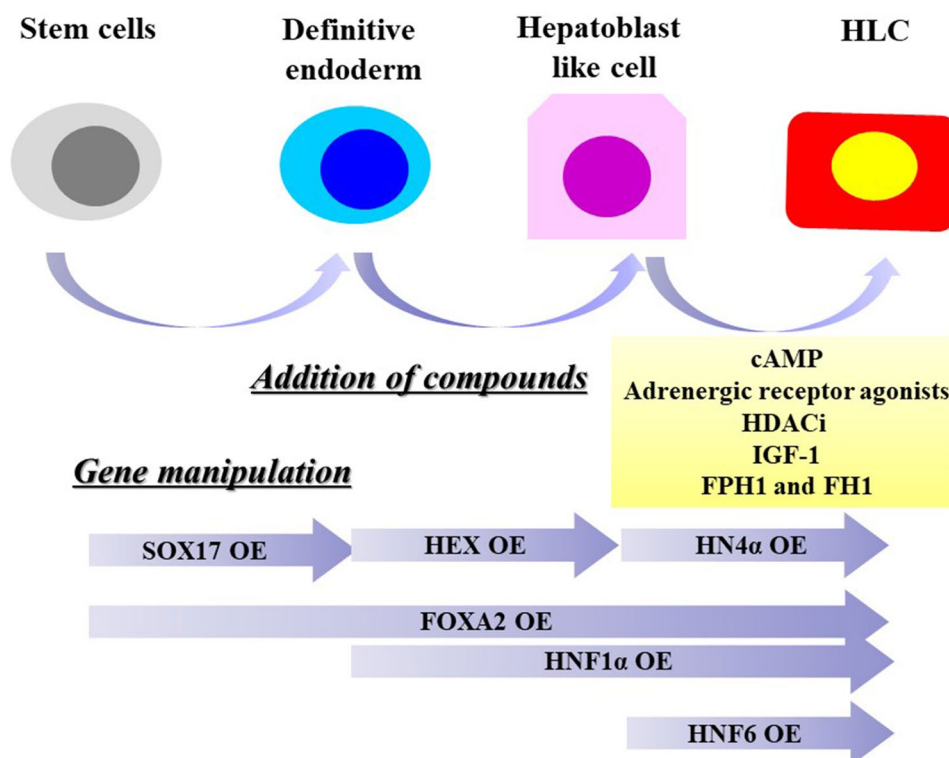 Stem cells
Definitive
endoderm
Hepatoblast
like cell
HLC
cAMP
Adrenergic receptor agonists
HDACi
IGF-1
FPH1 and FH1
Addition of compounds
Gene manipulation
SOX17 OE
HEX OE
HN4α OE
FOXA2 OE
HNF1α OE
HNF6 OE